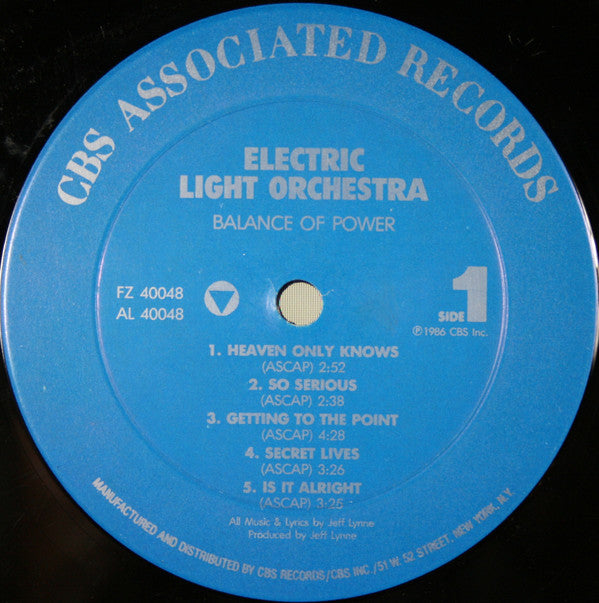 CBS ASSOCIATED RECORDS
ELECTRIC
LIGHT ORCHESTRA
BALANCE OF POWER
FZ 40048
AL 40048
SIDE 1
℗1986 CBS Inc.
1. HEAVEN ONLY KNOWS
(ASCAP) 2:52
2. SO SERIOUS
(ASCAP) 2:38
3. GETTING TO THE POINT
(ASCAP) 4:28
4. SECRET LIVES
(ASCAP) 3:26
5. IS IT ALRIGHT
(ASCAP) 3:25
All Music & Lyrics by Jeff Lynne
Produced by Jeff Lynne
MANUFACTURED AND DISTRIBUTED BY CBS RECORDS/CBS INC./51 W. 52 STREET, NEW YORK, N.Y.